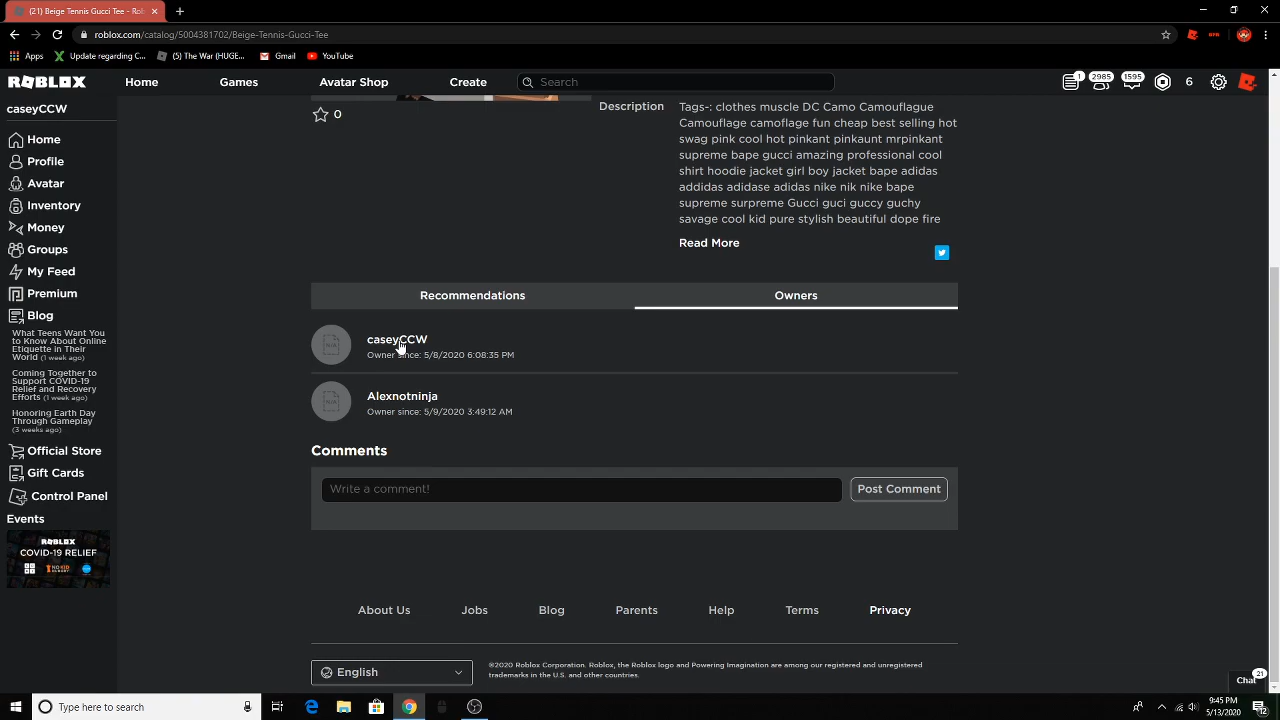 (21) Beige Tennis Gucci Tee - Rob
roblox.com/catalog/5004381702/Beige-Tennis-Gucci-Tee
Apps
Update regarding C...
(5) The War (HUGE...
Gmail
YouTube
ROBLOX
Home
Games
Avatar Shop
Create
Search
1
2985
1595
6
caseyCCW
Home
Profile
Avatar
Inventory
Money
Groups
My Feed
Premium
Blog
What Teens Want You
to Know About Online
Etiquette in Their
World (1 week ago)
Coming Together to
Support COVID-19
Relief and Recovery
Efforts (1 week ago)
Honoring Earth Day
Through Gameplay
(3 weeks ago)
Official Store
Gift Cards
Control Panel
Events
ROBLOX
COVID-19 RELIEF
NO KID
HUNGRY
0
Description
Tags-: clothes muscle DC Camo Camouflague
Camouflage camoflage fun cheap best selling hot
swag pink cool hot pinkant pinkaunt mrpinkant
supreme bape gucci amazing professional cool
shirt hoodie jacket girl boy jacket bape adidas
addidas adidase adidas nike nik nike bape
supreme surpreme Gucci guci guccy guchy
savage cool kid pure stylish beautiful dope fire
Read More
Recommendations
Owners
caseyCCW
Owner since: 5/8/2020 6:08:35 PM
Alexnotninja
Owner since: 5/9/2020 3:49:12 AM
Comments
Write a comment!
Post Comment
About Us
Jobs
Blog
Parents
Help
Terms
Privacy
English
©2020 Roblox Corporation. Roblox, the Roblox logo and Powering Imagination are among our registered and unregistered
trademarks in the U.S. and other countries.
Chat
21
Type here to search
9:45 PM
5/13/2020